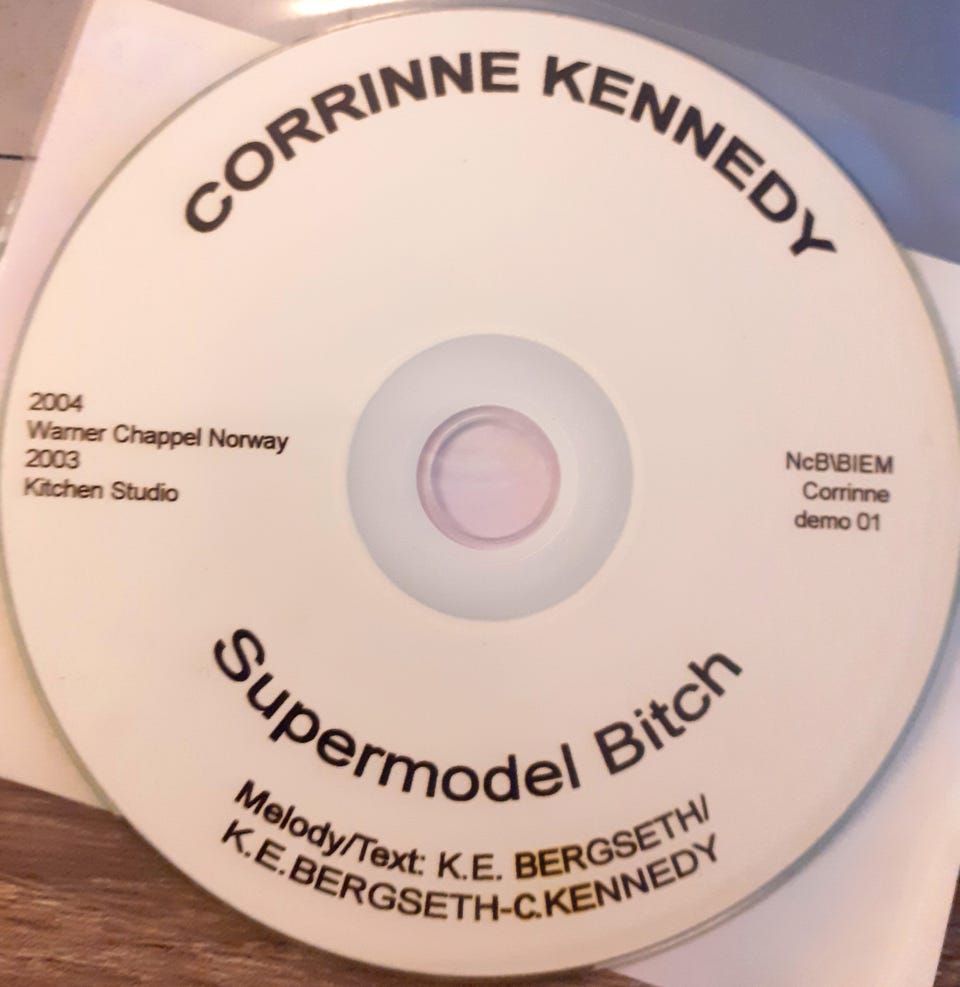 CORRINNE KENNEDY
2004
Warner Chappel Norway
2003
Kitchen Studio
NcB\BIEM
Corrinne
demo 01
Supermodel Bitch
Melody/Text: K.E. BERGSETH/
K.E.BERGSETH-C.KENNEDY